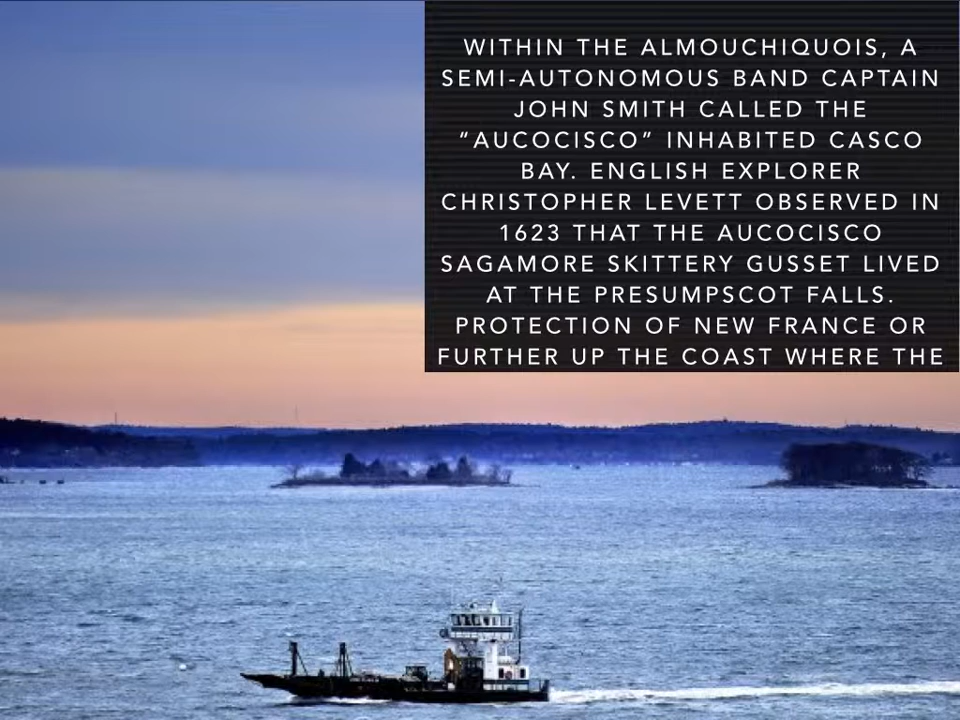 WITHIN THE ALMOUCHIQUOIS, A
SEMI-AUTONOMOUS BAND CAPTAIN
JOHN SMITH CALLED THE
“AUCOCISCO” INHABITED CASCO
BAY. ENGLISH EXPLORER
CHRISTOPHER LEVETT OBSERVED IN
1623 THAT THE AUCOCISCO
SAGAMORE SKITTERY GUSSET LIVED
AT THE PRESUMPSCOT FALLS.
PROTECTION OF NEW FRANCE OR
FURTHER UP THE COAST WHERE THE